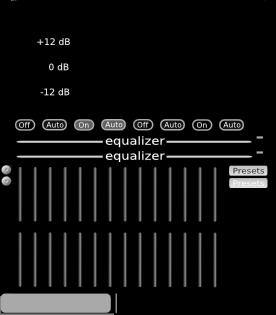 +12 dB
0 dB
-12 dB
Off Auto On Auto Off Auto On Auto
equalizer
equalizer
Presets
Presets